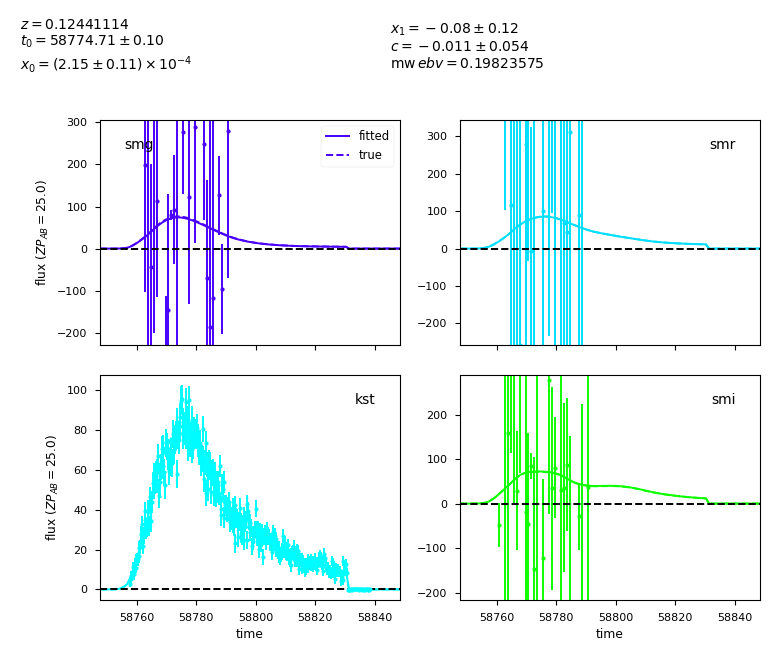 z = 0.12441114
t₀ = 58774.71 ± 0.10
x₀ = (2.15 ± 0.11) × 10⁻⁴
x₁ = −0.08 ± 0.12
c = −0.011 ± 0.054
mw ebv = 0.19823575
smg
fitted
true
300
200
100
0
−100
−200
flux (ZP_AB = 25.0)
smr
300
200
100
0
−100
−200
kst
100
80
60
40
20
0
flux (ZP_AB = 25.0)
58760 58780 58800 58820 58840
time
smi
200
100
0
−100
−200
58760 58780 58800 58820 58840
time